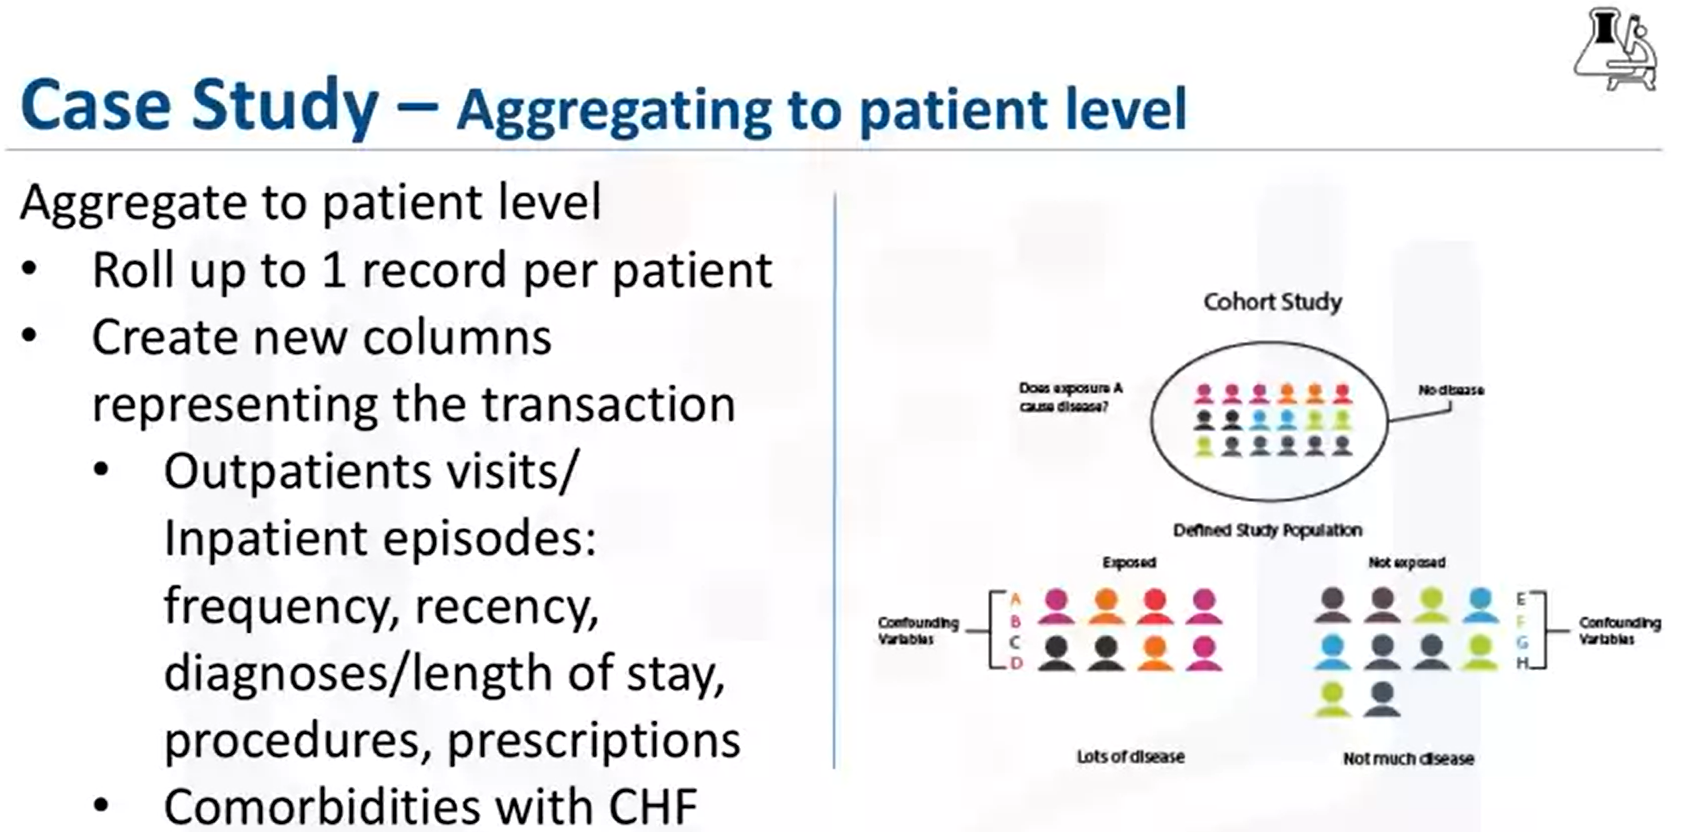 Case Study – Aggregating to patient level
Aggregate to patient level
• Roll up to 1 record per patient
• Create new columns
representing the transaction
• Outpatients visits/
Inpatient episodes:
frequency, recency,
diagnoses/length of stay,
procedures, prescriptions
• Comorbidities with CHF
Cohort Study
Does exposure A
cause disease?
No disease
Defined Study Population
Exposed
Not exposed
Confounding
Variables
A
B
C
D
E
F
G
H
Confounding
Variables
Lots of disease
Not much disease